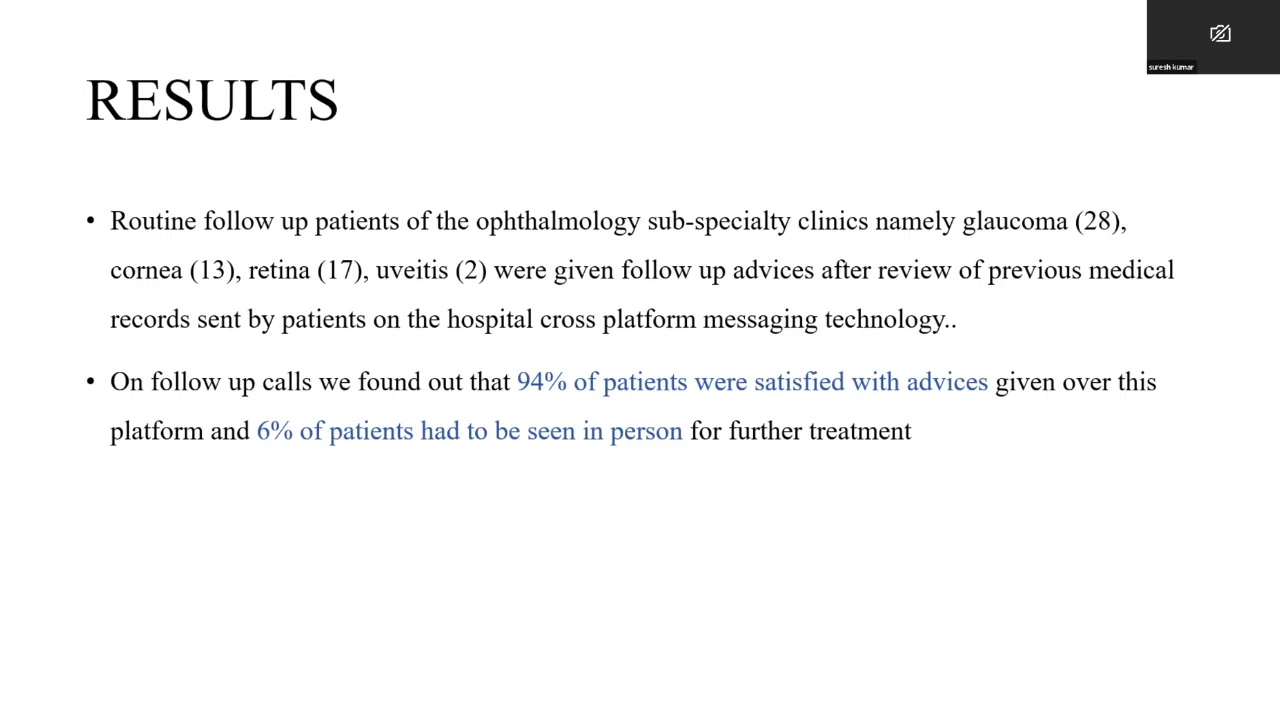 suresh kumar
RESULTS
• Routine follow up patients of the ophthalmology sub-specialty clinics namely glaucoma (28),
cornea (13), retina (17), uveitis (2) were given follow up advices after review of previous medical
records sent by patients on the hospital cross platform messaging technology..
• On follow up calls we found out that 94% of patients were satisfied with advices given over this
platform and 6% of patients had to be seen in person for further treatment